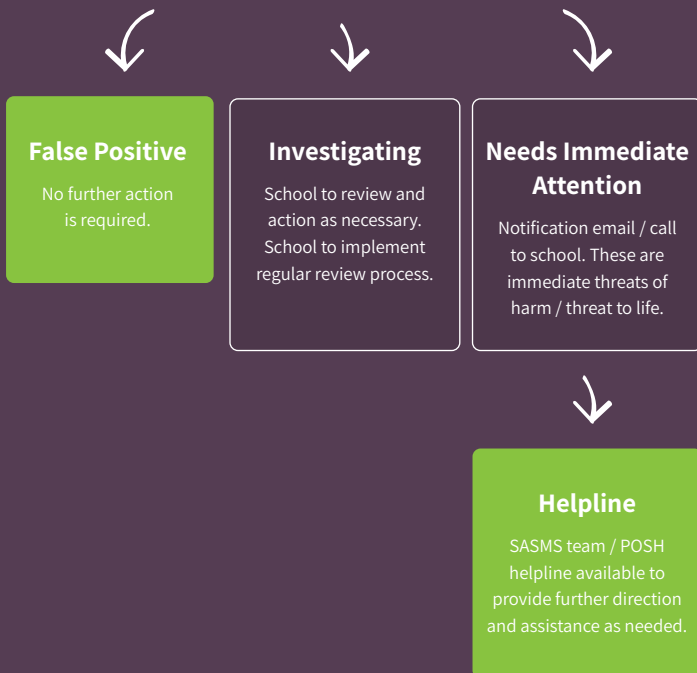 False Positive
No further action
is required.
Investigating
School to review and
action as necessary.
School to implement
regular review process.
Needs Immediate
Attention
Notification email / call
to school. These are
immediate threats of
harm / threat to life.
Helpline
SASMS team / POSH
helpline available to
provide further direction
and assistance as needed.